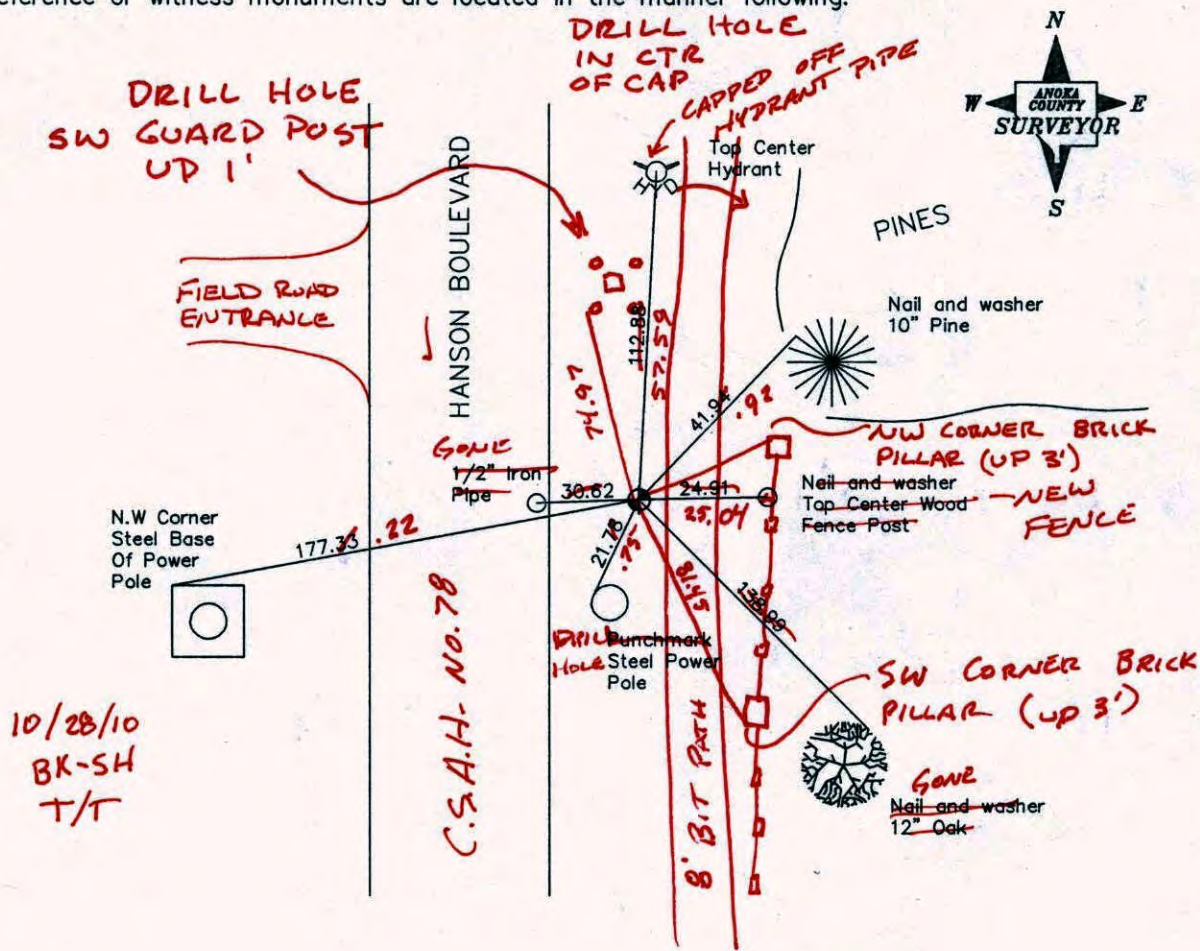 eference or witness monuments are located in the manner following:
DRILL HOLE
IN CTR
OF CAP
CAPPED OFF
HYDRANT PIPE
N
W
ANOKA
COUNTY
E
SURVEYOR
S
DRILL HOLE
SW GUARD POST
UP 1'
HANSON BOULEVARD
Top Center
Hydrant
H
D
PINES
FIELD ROAD
ENTRANCE
Nail and washer
10" Pine
112.88
57.59
74.97
41.94
.92
GONE
1/2" Iron
Pipe
30.62
24.91
25.04
NW CORNER BRICK
PILLAR (UP 3')
Nail and washer
Top Center Wood
Fence Post
NEW
FENCE
N.W Corner
Steel Base
Of Power
Pole
177.33
.22
21.78
.75
81.45
138.99
C.S.A.H- No.78
DRILL
HOLE
Punchmark
Steel Power
Pole
SW CORNER BRICK
PILLAR (UP 3')
8' BIT PATH
10/28/10
BK-SH
T/T
GONE
Nail and washer
12" Oak